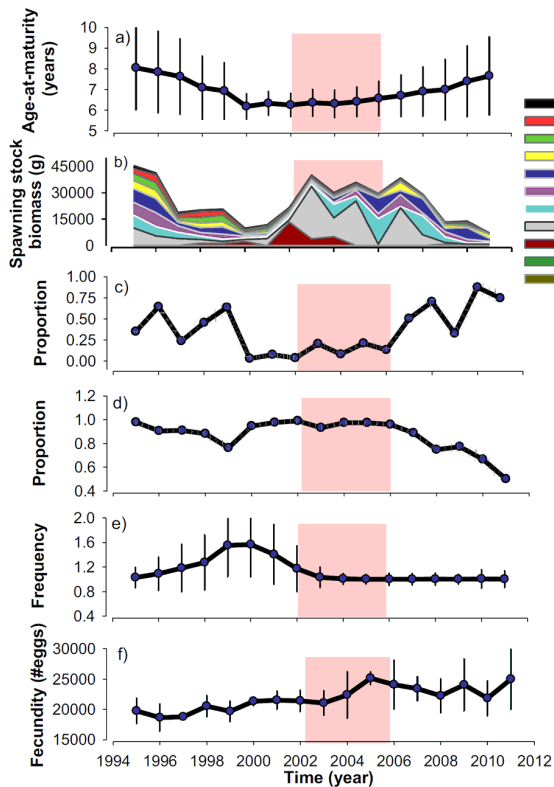 a)
Age-at-maturity
(years)
10
9
8
7
6
5
b)
Spawning stock
biomass (g)
45000
30000
15000
0
c)
Proportion
1.00
0.75
0.50
0.25
0.00
d)
Proportion
1.2
1.0
0.8
0.6
0.4
e)
Frequency
2.0
1.6
1.2
0.8
0.4
f)
Fecundity (#eggs)
30000
25000
20000
15000
1994 1996 1998 2000 2002 2004 2006 2008 2010 2012
Time (year)